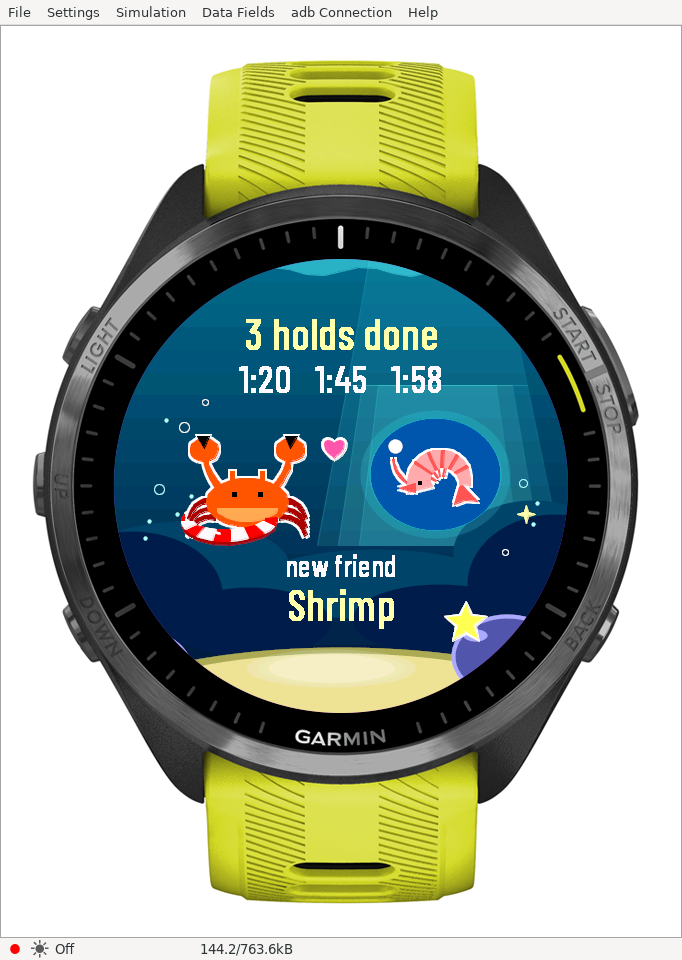 File Settings Simulation Data Fields adb Connection Help
LIGHT
START
STOP
UP
DOWN
BACK
3 holds done
1:20 1:45 1:58
new friend
Shrimp
GARMIN
Off 144.2/763.6kB